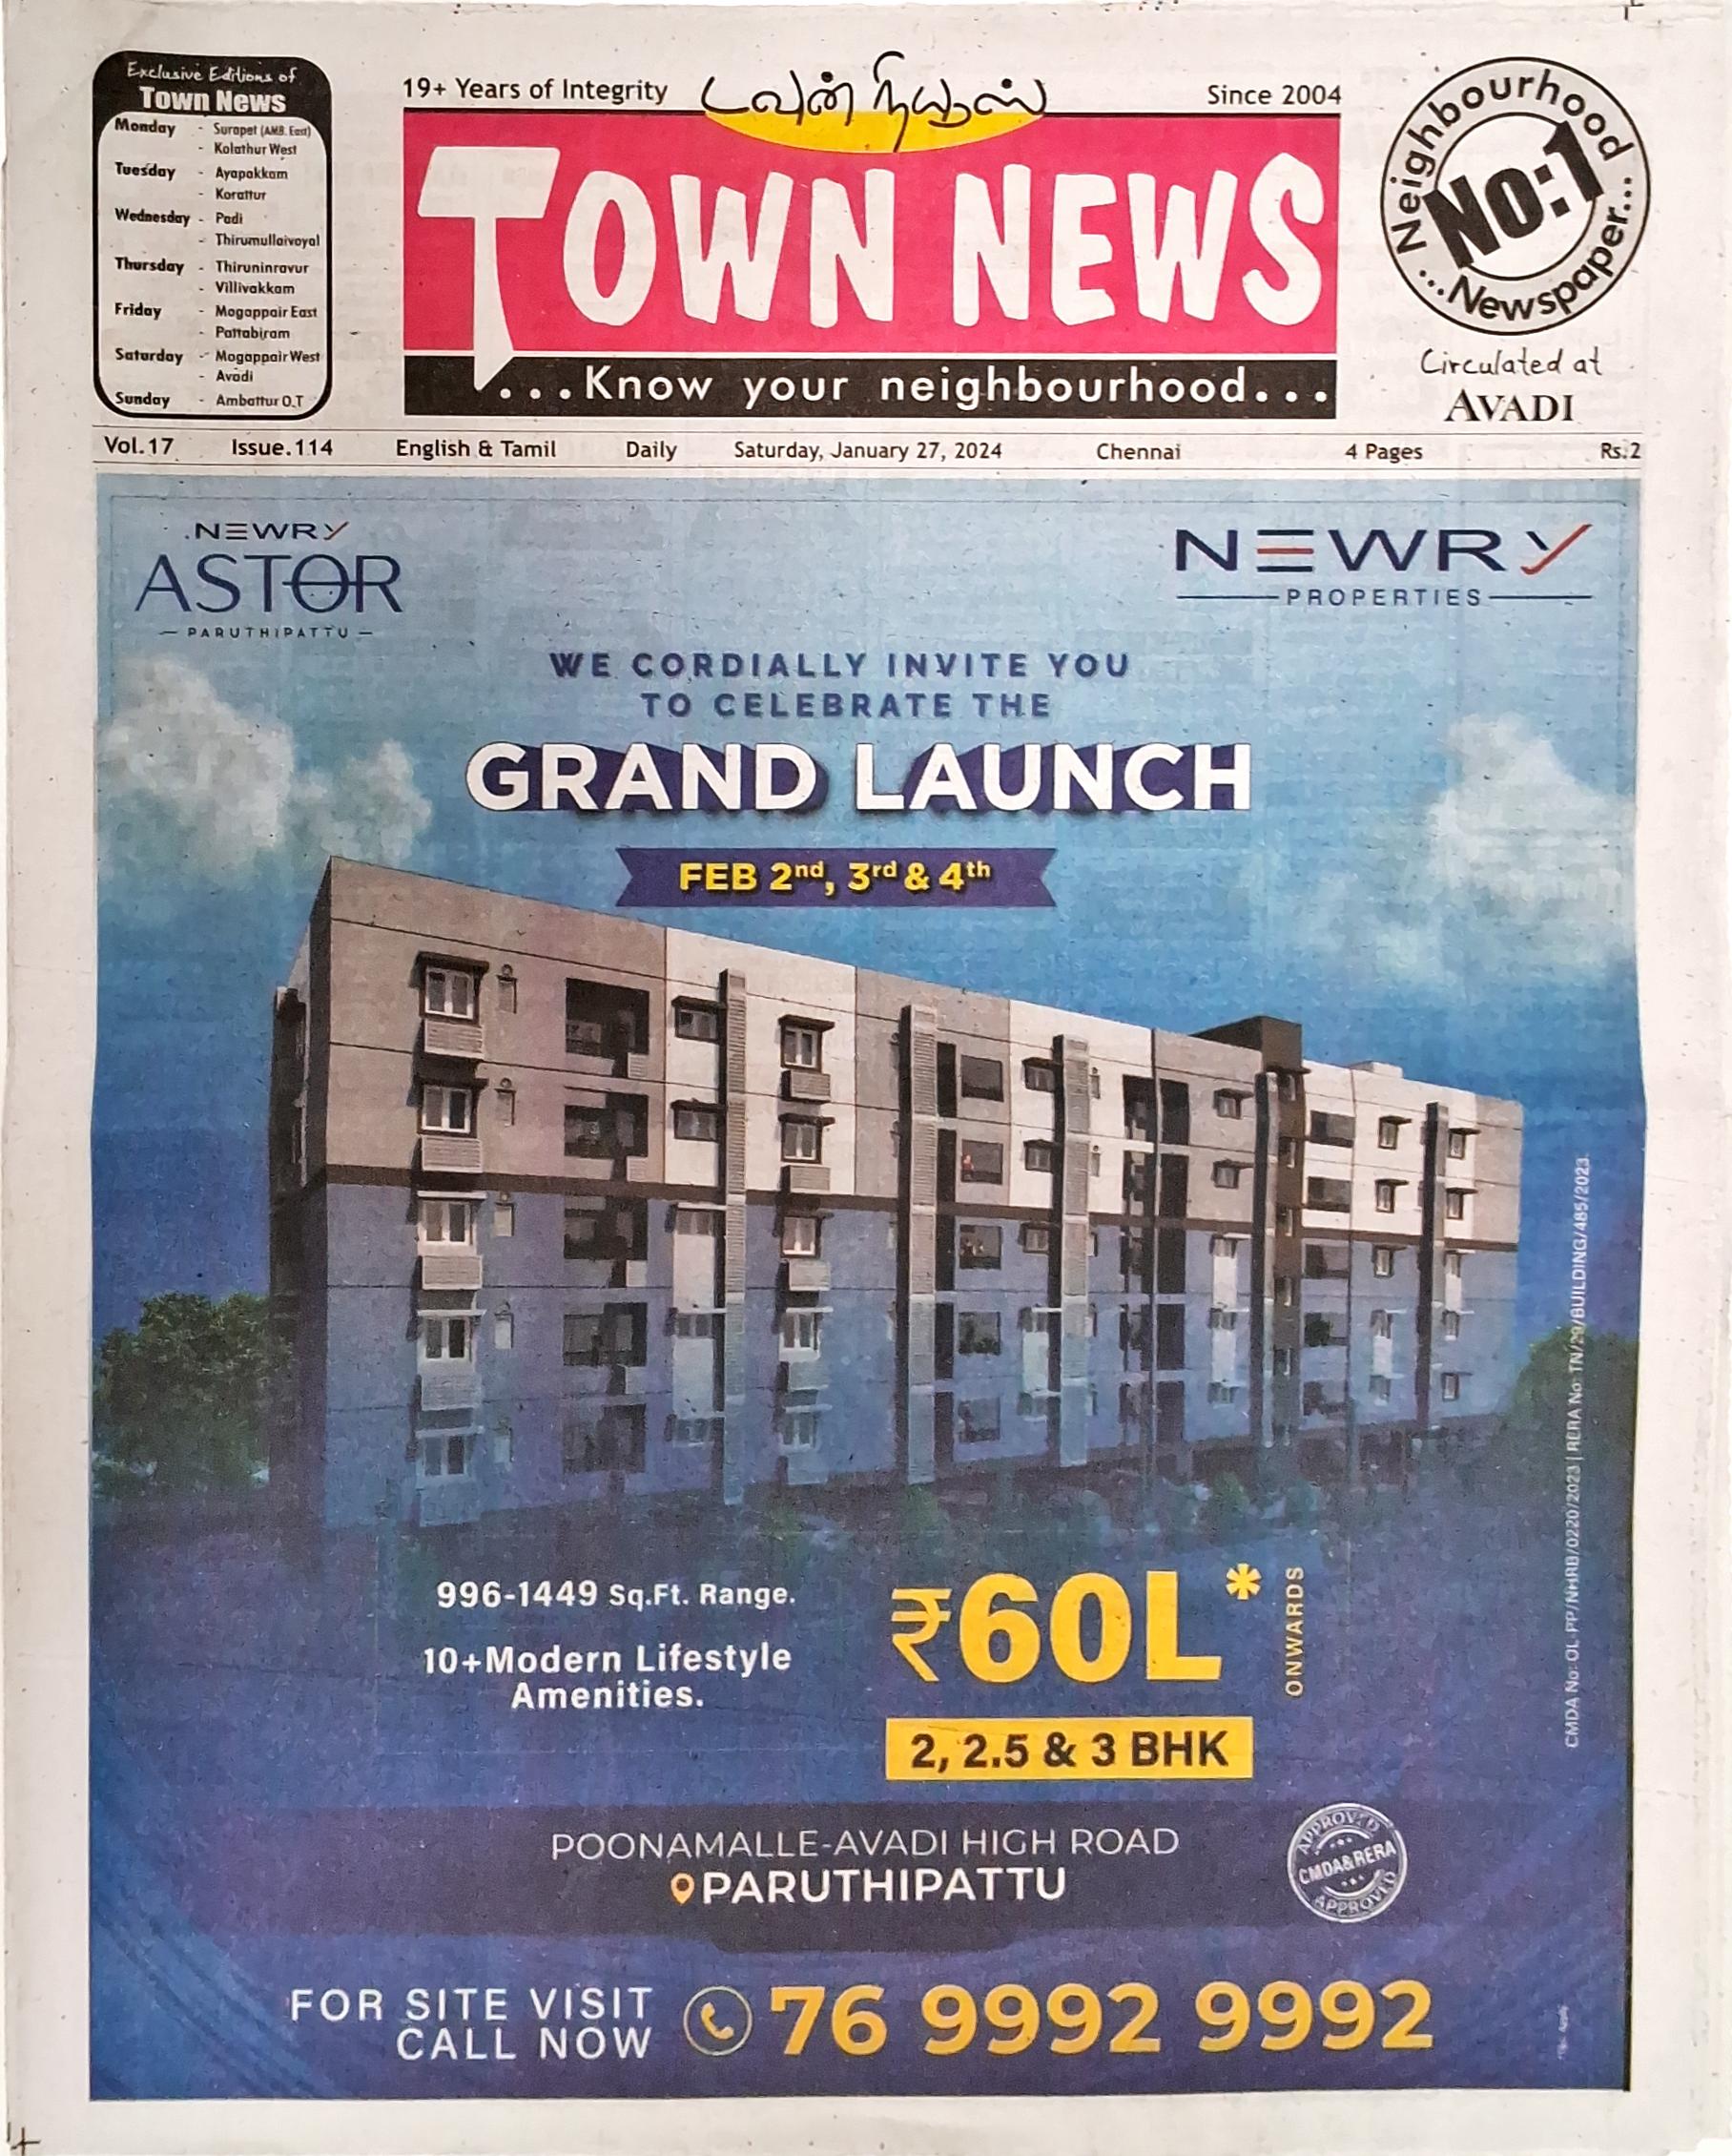 Exclusive Editions of
Town News
Monday - Surapet (AMB. East)
- Kolathur West
Tuesday - Ayapakkam
- Korattur
Wednesday - Padi
- Thirumullaivoyal
Thursday - Thiruninravur
- Villivakkam
Friday - Mogappair East
- Pattabiram
Saturday - Mogappair West
- Avadi
Sunday - Ambattur O.T
19+ Years of Integrity
டவுன் நியூஸ்
Since 2004
TOWN NEWS
...Know your neighbourhood...
Neighbourhood
No:1
...Newspaper...
Circulated at
AVADI
Vol.17 Issue.114 English & Tamil Daily Saturday, January 27, 2024 Chennai 4 Pages Rs.2
NEWRY
ASTOR
PARUTHIPATTU
NEWRY
PROPERTIES
WE CORDIALLY INVITE YOU
TO CELEBRATE THE
GRAND LAUNCH
FEB 2nd, 3rd & 4th
996-1449 Sq.Ft. Range.
10+Modern Lifestyle
Amenities.
₹60L*
ONWARDS
2, 2.5 & 3 BHK
CMDA No: OL-PP/NHRB/0220/2023 | RERA No: TN/29/BUILDING/485/2023.
POONAMALLE-AVADI HIGH ROAD
PARUTHIPATTU
APPROVED
CMDA&RERA
APPROVED
FOR SITE VISIT
CALL NOW
76 9992 9992